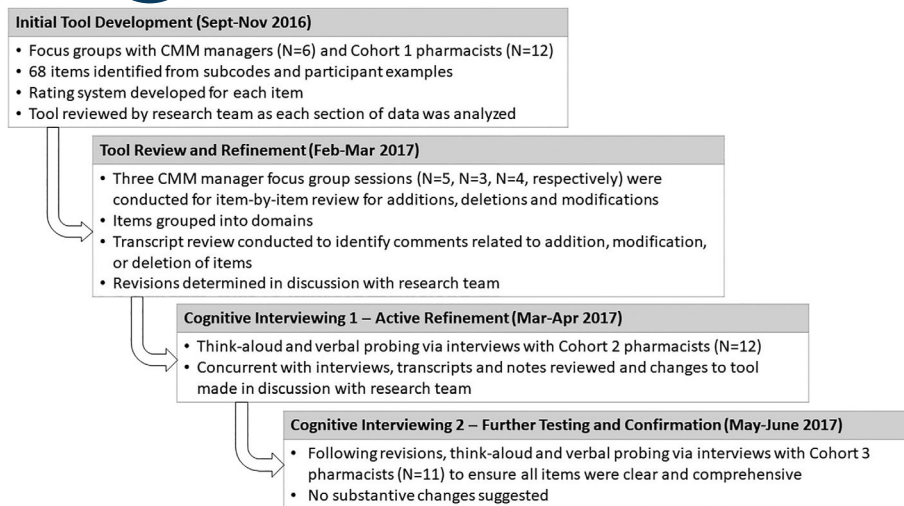 Initial Tool Development (Sept-Nov 2016)
• Focus groups with CMM managers (N=6) and Cohort 1 pharmacists (N=12)
• 68 items identified from subcodes and participant examples
• Rating system developed for each item
• Tool reviewed by research team as each section of data was analyzed
Tool Review and Refinement (Feb-Mar 2017)
• Three CMM manager focus group sessions (N=5, N=3, N=4, respectively) were
conducted for item-by-item review for additions, deletions and modifications
• Items grouped into domains
• Transcript review conducted to identify comments related to addition, modification,
or deletion of items
• Revisions determined in discussion with research team
Cognitive Interviewing 1 – Active Refinement (Mar-Apr 2017)
• Think-aloud and verbal probing via interviews with Cohort 2 pharmacists (N=12)
• Concurrent with interviews, transcripts and notes reviewed and changes to tool
made in discussion with research team
Cognitive Interviewing 2 – Further Testing and Confirmation (May-June 2017)
• Following revisions, think-aloud and verbal probing via interviews with Cohort 3
pharmacists (N=11) to ensure all items were clear and comprehensive
• No substantive changes suggested